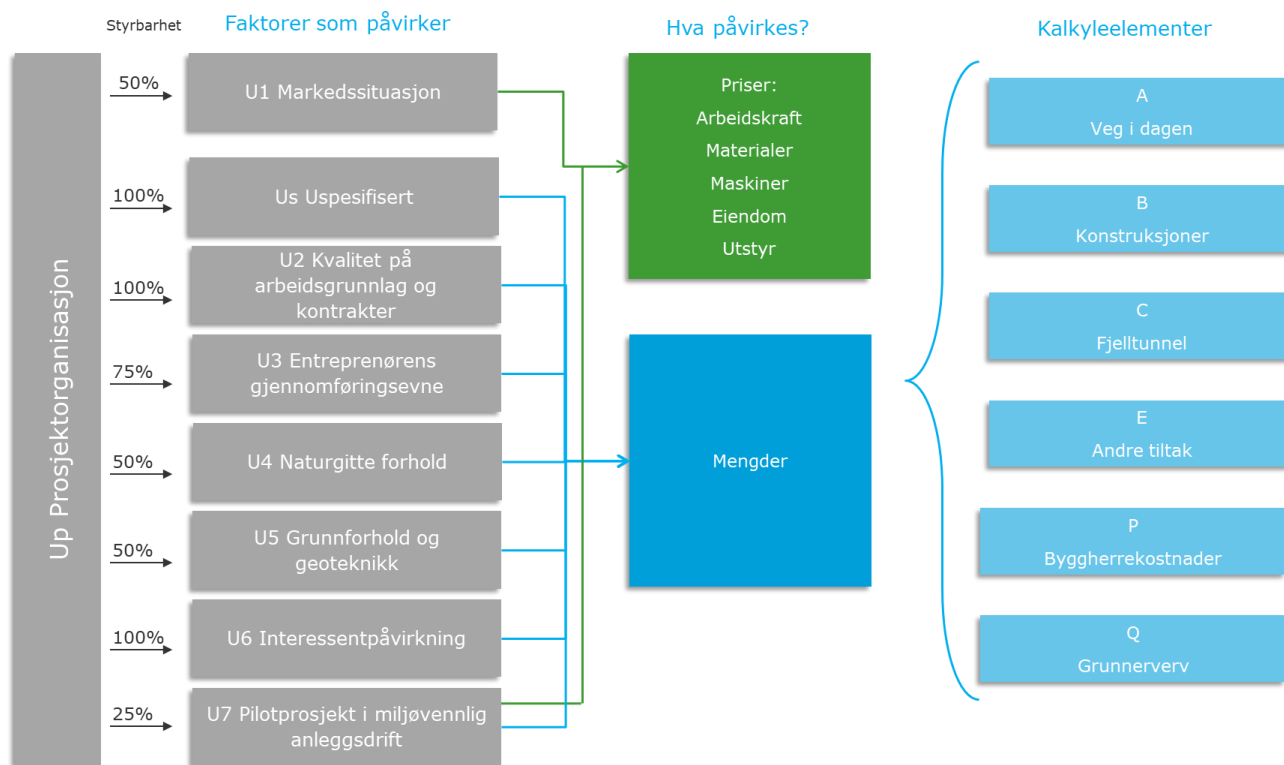 Styrbarhet
Faktorer som påvirker
Hva påvirkes?
Kalkyleelementer
Up Prosjektorganisasjon
50%
U1 Markedssituasjon
100%
Us Uspesifisert
100%
U2 Kvalitet på
arbeidsgrunnlag og
kontrakter
75%
U3 Entreprenørens
gjennomføringsevne
50%
U4 Naturgitte forhold
50%
U5 Grunnforhold og
geoteknikk
100%
U6 Interessentpåvirkning
25%
U7 Pilotprosjekt i miljøvennlig
anleggsdrift
Priser:
Arbeidskraft
Materialer
Maskiner
Eiendom
Utstyr
Mengder
A
Veg i dagen
B
Konstruksjoner
C
Fjelltunnel
E
Andre tiltak
P
Byggherrekostnader
Q
Grunnerverv